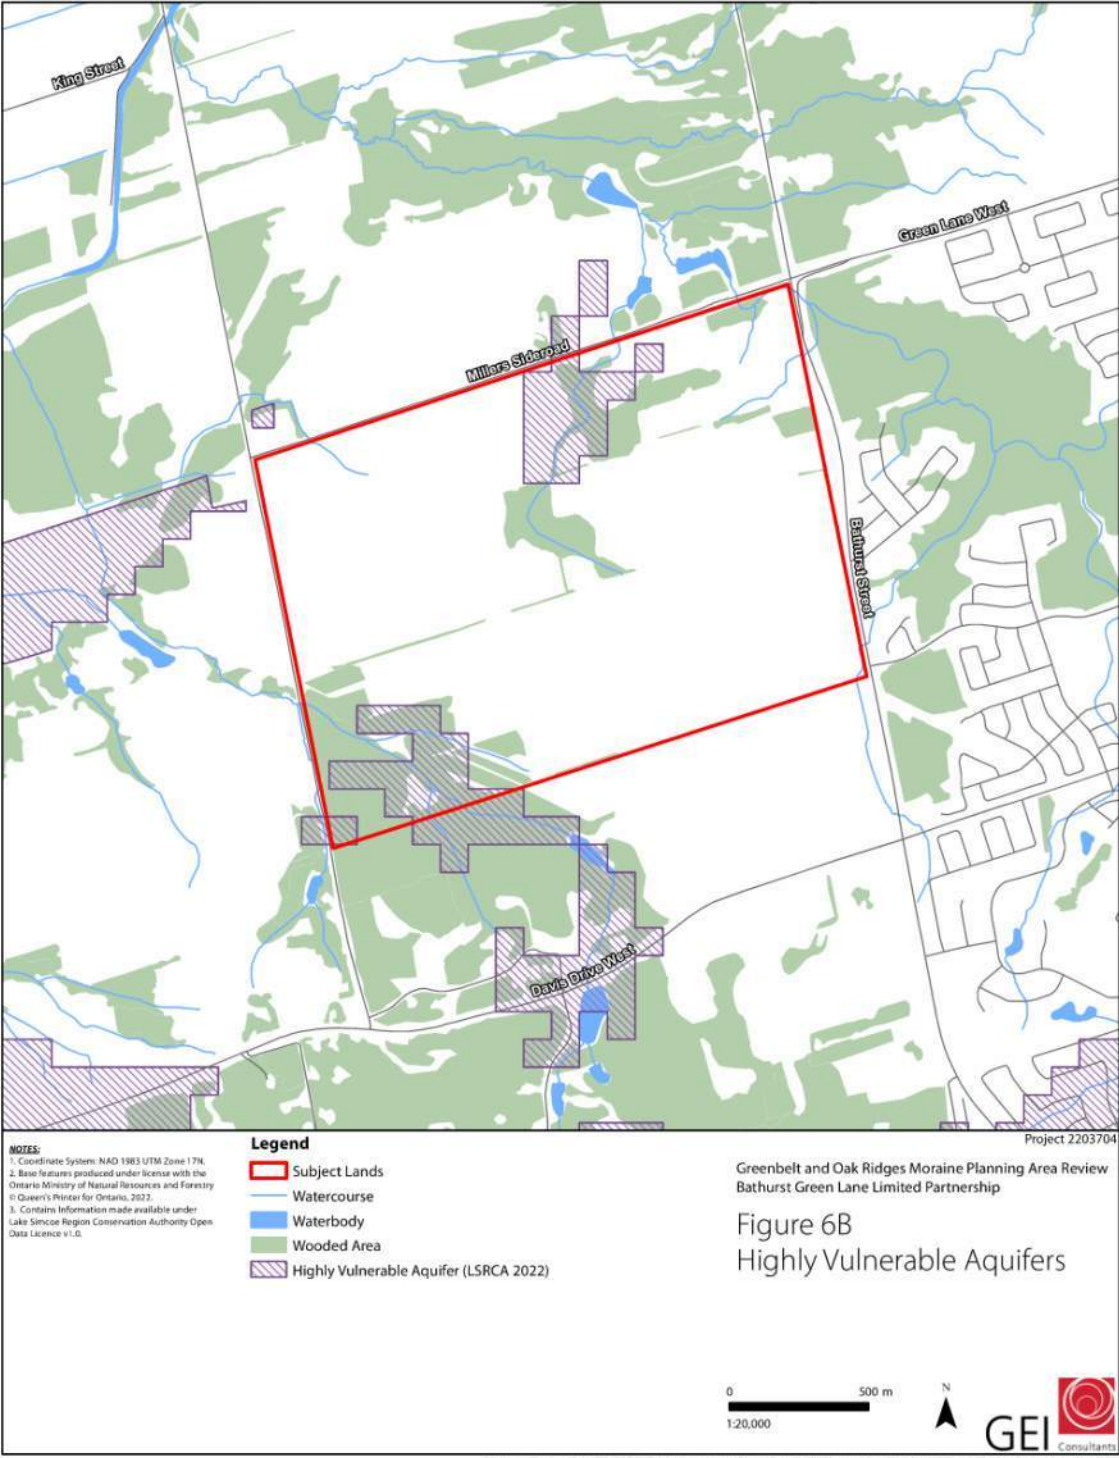 King Street
Green Lane West
Millers Sideroad
Bathurst Street
Davis Drive West
NOTES:
1. Coordinate System: NAD 1983 UTM Zone 17N.
2. Base features produced under license with the
Ontario Ministry of Natural Resources and Forestry
© Queen's Printer for Ontario, 2022.
3. Contains Information made available under
Lake Simcoe Region Conservation Authority Open
Data Licence v1.0.
Legend
Subject Lands
Watercourse
Waterbody
Wooded Area
Highly Vulnerable Aquifer (LSRCA 2022)
Project 2203704
Greenbelt and Oak Ridges Moraine Planning Area Review
Bathurst Green Lane Limited Partnership
Figure 6B
Highly Vulnerable Aquifers
0 500 m
1:20,000
N
GEI Consultants